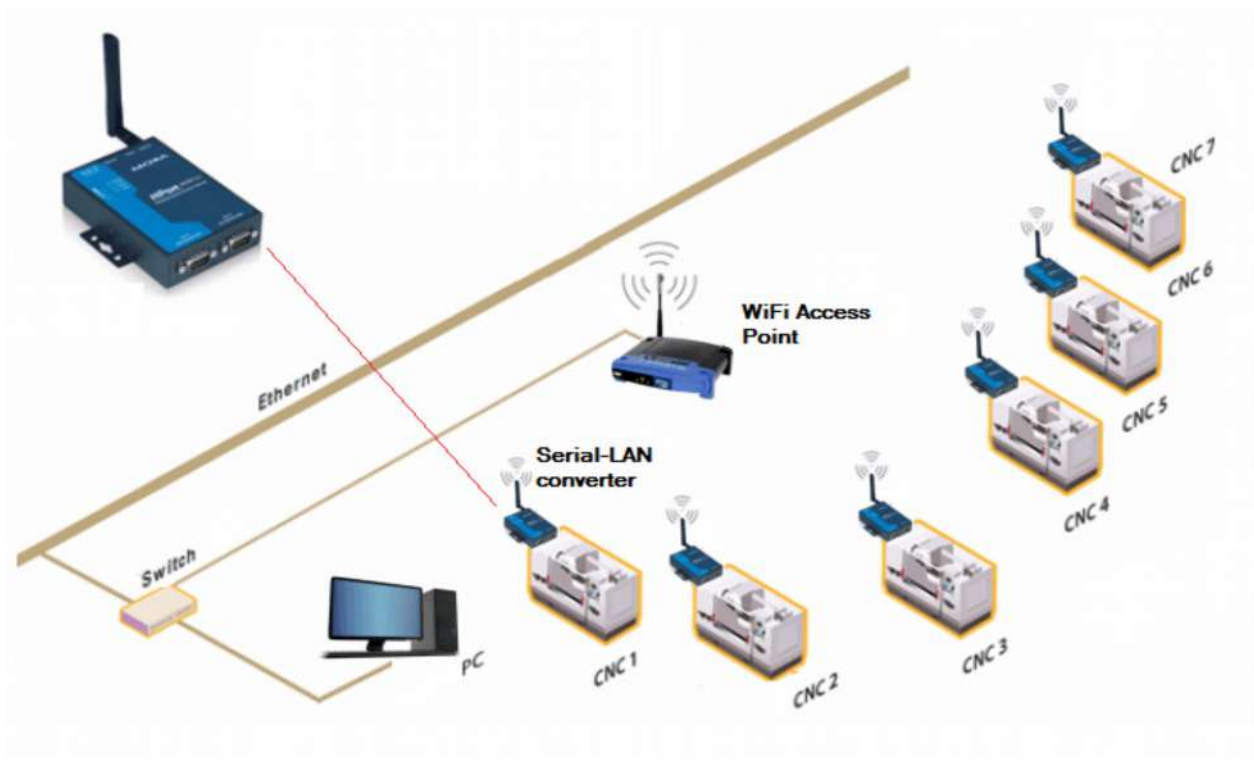 MOXA
NPort
Ethernet
WiFi Access
Point
Serial-LAN
converter
Switch
PC
CNC 1
CNC 2
CNC 3
CNC 4
CNC 5
CNC 6
CNC 7